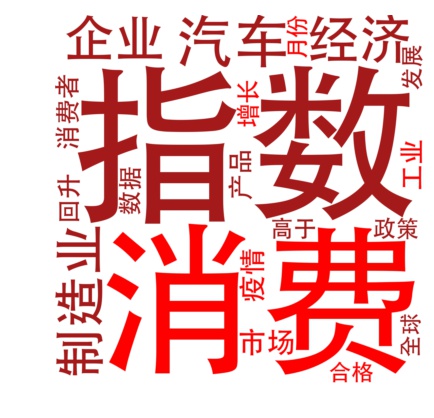 企业
汽车
月份
经济
发展
消费者
指数
增长
工业
回升
数据
产品
高于
政策
制造业
消费
疫情
市场
全球
合格